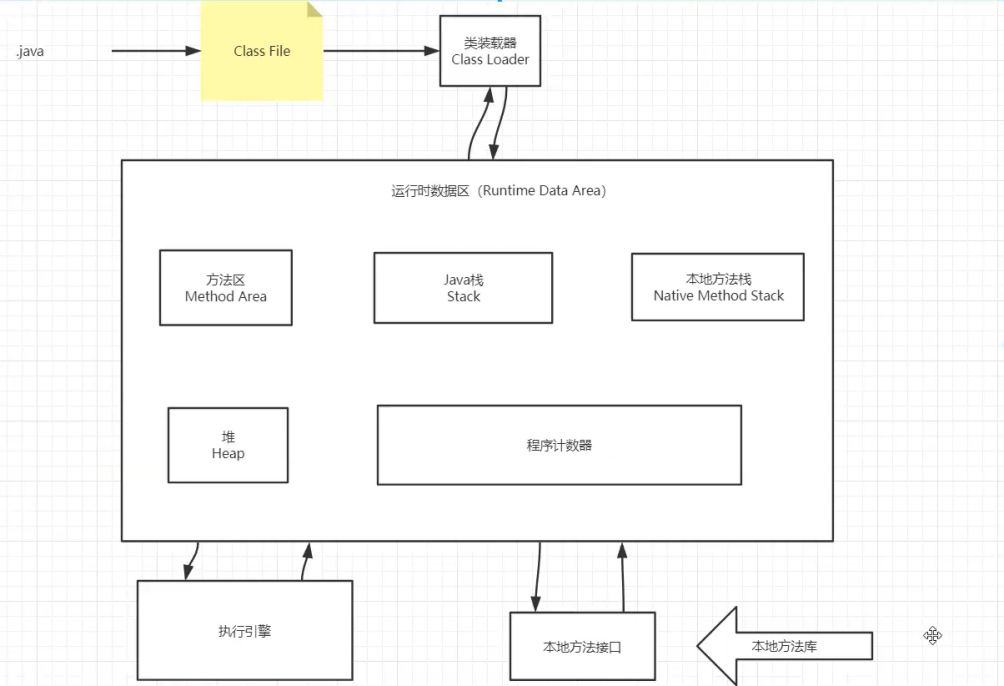 .java
Class File
类装载器
Class Loader
运行时数据区（Runtime Data Area）
方法区
Method Area
Java栈
Stack
本地方法栈
Native Method Stack
堆
Heap
程序计数器
执行引擎
本地方法接口
本地方法库